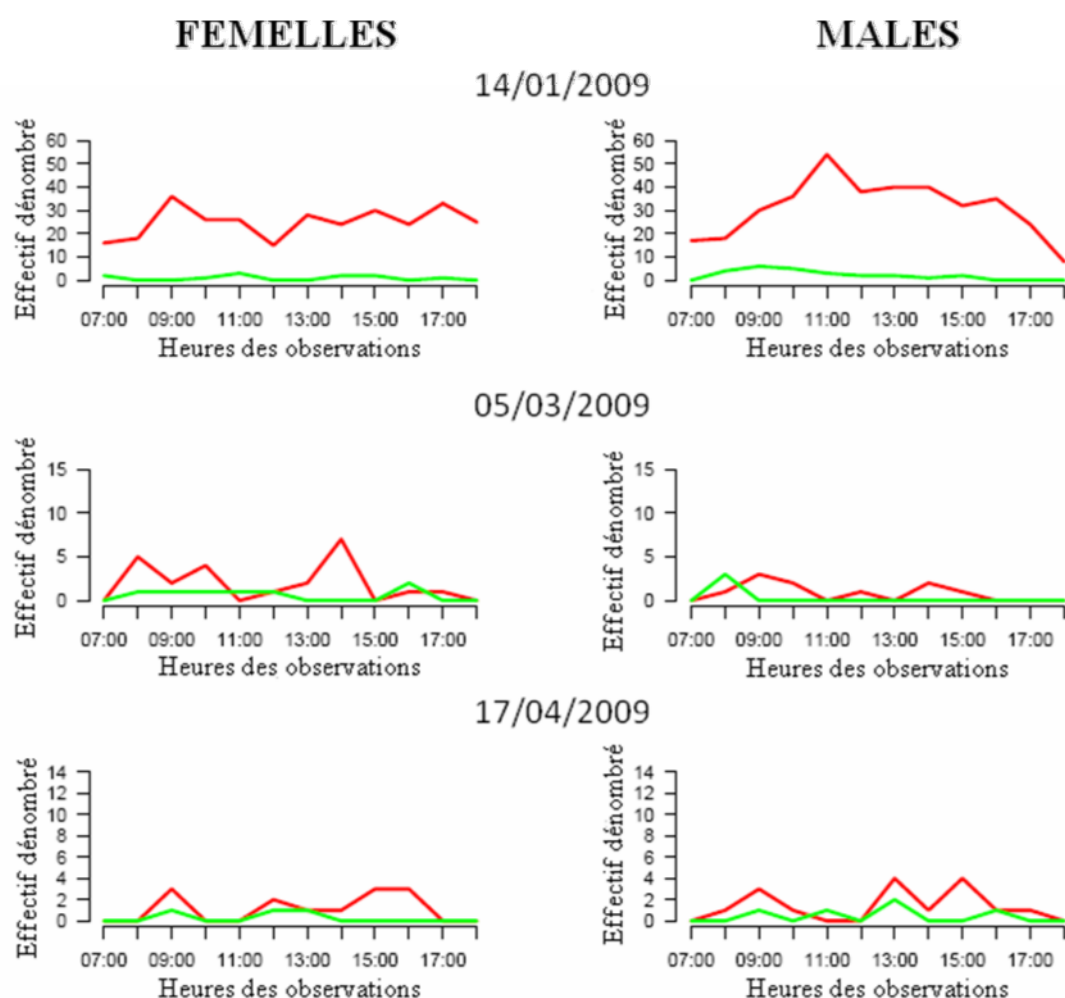 FEMELLES MALES
14/01/2009
Effectif dénombré
60
50
40
30
20
10
0
07:00 09:00 11:00 13:00 15:00 17:00
Heures des observations
Effectif dénombré
60
50
40
30
20
10
0
07:00 09:00 11:00 13:00 15:00 17:00
Heures des observations
05/03/2009
Effectif dénombré
15
10
5
0
07:00 09:00 11:00 13:00 15:00 17:00
Heures des observations
Effectif dénombré
15
10
5
0
07:00 09:00 11:00 13:00 15:00 17:00
Heures des observations
17/04/2009
Effectif dénombré
14
12
10
8
6
4
2
0
07:00 09:00 11:00 13:00 15:00 17:00
Heures des observations
Effectif dénombré
14
12
10
8
6
4
2
0
07:00 09:00 11:00 13:00 15:00 17:00
Heures des observations